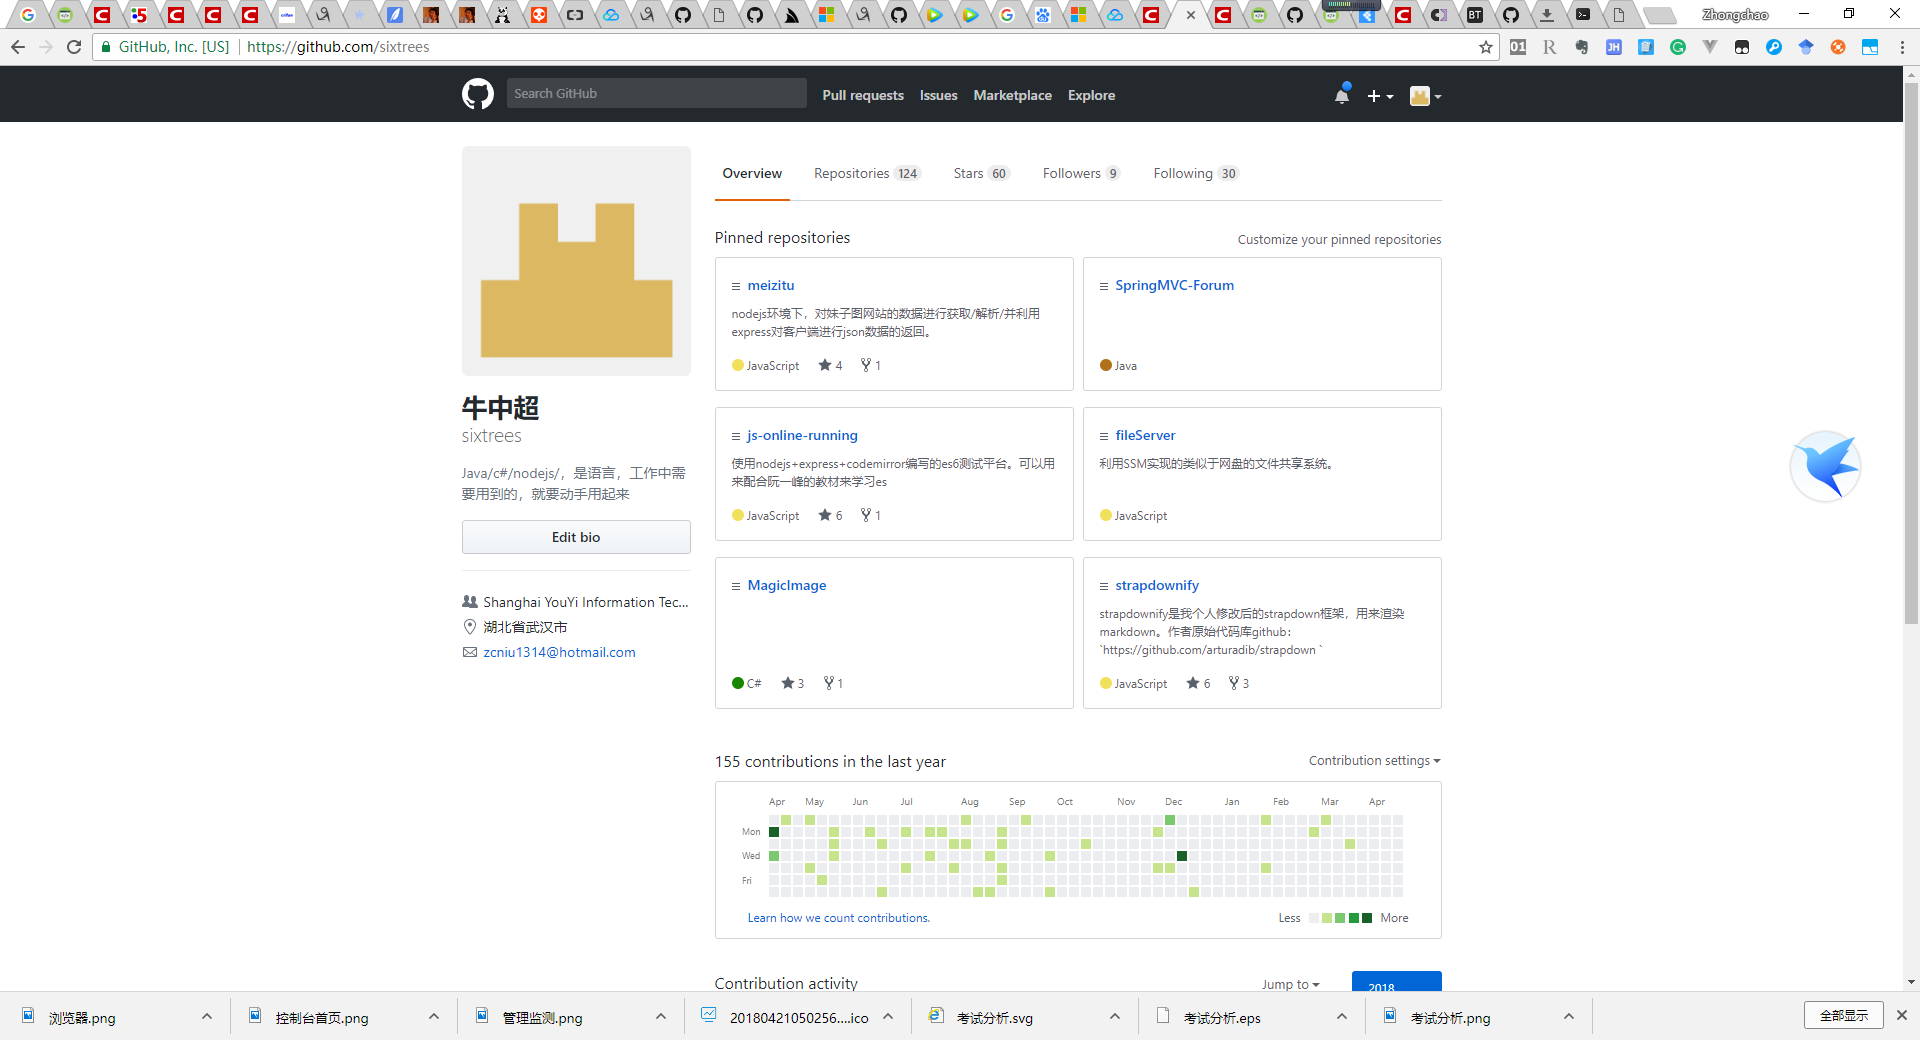 Zhongchao
GitHub, Inc. [US]
https://github.com/sixtrees
Search GitHub
Pull requests
Issues
Marketplace
Explore
Overview
Repositories 124
Stars 60
Followers 9
Following 30
牛中超
sixtrees
Java/c#/nodejs/，是语言，工作中需
要用到的，就要动手用起来
Edit bio
Shanghai YouYi Information Tec...
湖北省武汉市
zcniu1314@hotmail.com
Pinned repositories
Customize your pinned repositories
meizitu
nodejs环境下，对妹子图网站的数据进行获取/解析/并利用
express对客户端进行json数据的返回。
JavaScript 4 1
SpringMVC-Forum
Java
js-online-running
使用nodejs+express+codemirror编写的es6测试平台。可以用
来配合阮一峰的教材来学习es
JavaScript 6 1
fileServer
利用SSM实现的类似于网盘的文件共享系统。
JavaScript
MagicImage
C# 3 1
strapdownify
strapdownify是我个人修改后的strapdown框架，用来渲染
markdown。作者原始代码库github：
`https://github.com/arturadib/strapdown `
JavaScript 6 3
155 contributions in the last year
Contribution settings
Apr May Jun Jul Aug Sep Oct Nov Dec Jan Feb Mar Apr
Mon
Wed
Fri
Learn how we count contributions.
Less More
Contribution activity
Jump to
2018
浏览器.png
控制台首页.png
管理监测.png
20180421050256....ico
考试分析.svg
考试分析.eps
考试分析.png
全部显示